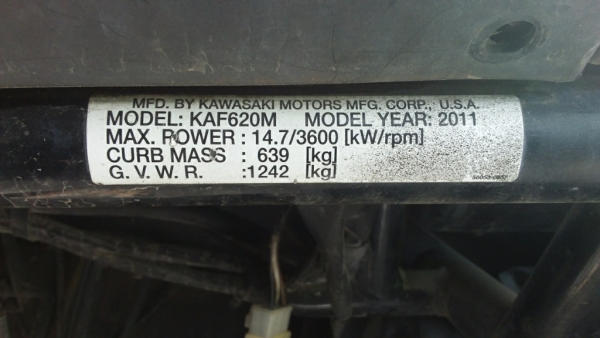 MFD. BY KAWASAKI MOTORS MFG. CORP., U.S.A.
MODEL: KAF620M MODEL YEAR: 2011
MAX. POWER : 14.7/3600 [kW/rpm]
CURB MASS : 639 [kg]
G. V. W. R. :1242 [kg]